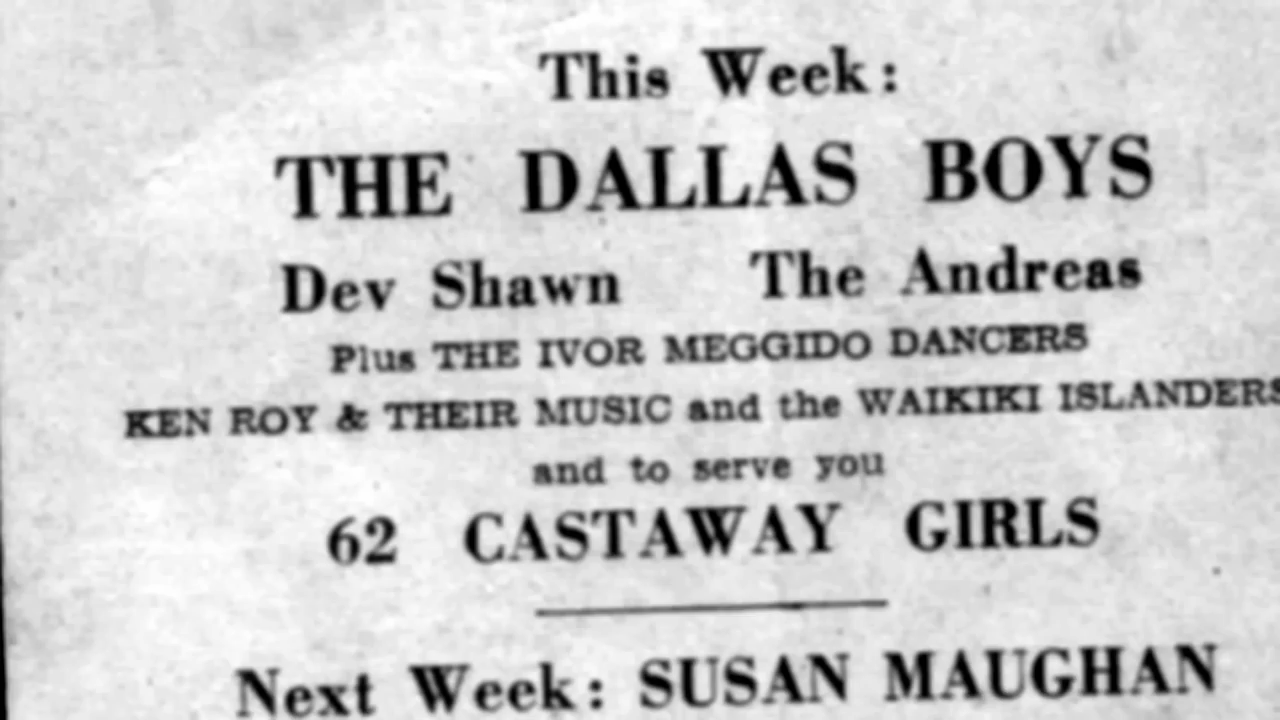 This Week:
THE DALLAS BOYS
Dev Shawn The Andreas
Plus THE IVOR MEGGIDO DANCERS
KEN ROY & THEIR MUSIC and the WAIKIKI ISLANDERS
and to serve you
62 CASTAWAY GIRLS
Next Week: SUSAN MAUGHAN